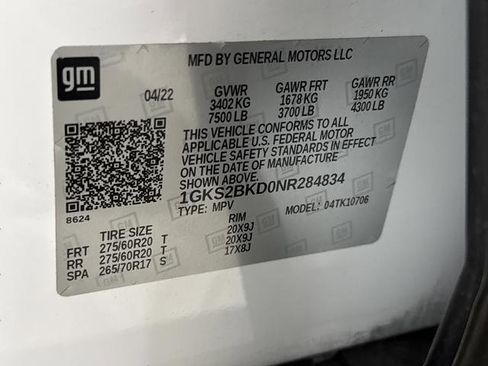 gm
MFD BY GENERAL MOTORS LLC
04/22 GVWR GAWR FRT GAWR RR
3402 KG 1678 KG 1950 KG
7500 LB 3700 LB 4300 LB
THIS VEHICLE CONFORMS TO ALL
APPLICABLE U.S. FEDERAL MOTOR
VEHICLE SAFETY STANDARDS IN EFFECT
ON THE DATE OF MANUFACTURE
1GKS2BKD0NR284834
8624 TYPE: MPV MODEL: 04TK10706
TIRE SIZE RIM
FRT 275/60R20 T 20X9J
RR 275/60R20 T 20X9J
SPA 265/70R17 S 17X8J